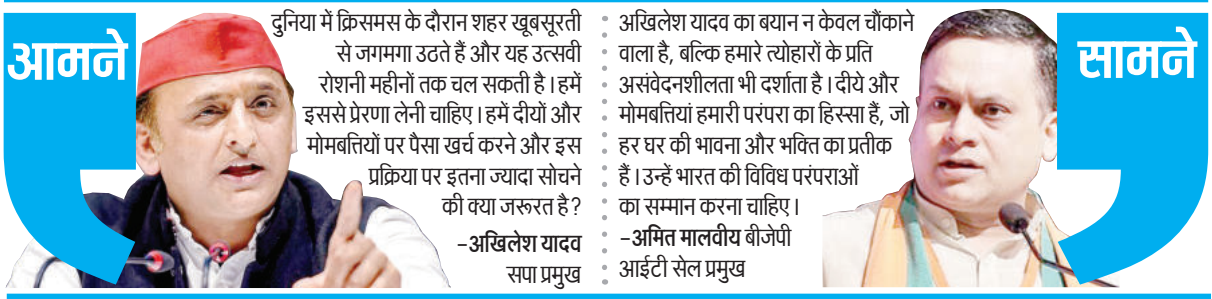 आमने
दुनिया में क्रिसमस के दौरान शहर खूबसूरती
से जगमगा उठते हैं और यह उत्सवी
रोशनी महीनों तक चल सकती है। हमें
इससे प्रेरणा लेनी चाहिए। हमें दीयों और
मोमबत्तियों पर पैसा खर्च करने और इस
प्रक्रिया पर इतना ज्यादा सोचने
की क्या जरूरत है?
-अखिलेश यादव
सपा प्रमुख
अखिलेश यादव का बयान न केवल चौंकाने
वाला है, बल्कि हमारे त्योहारों के प्रति
असंवेदनशीलता भी दर्शाता है। दीये और
मोमबत्तियां हमारी परंपरा का हिस्सा हैं, जो
हर घर की भावना और भक्ति का प्रतीक
हैं। उन्हें भारत की विविध परंपराओं
का सम्मान करना चाहिए।
-अमित मालवीय बीजेपी
आईटी सेल प्रमुख
सामने